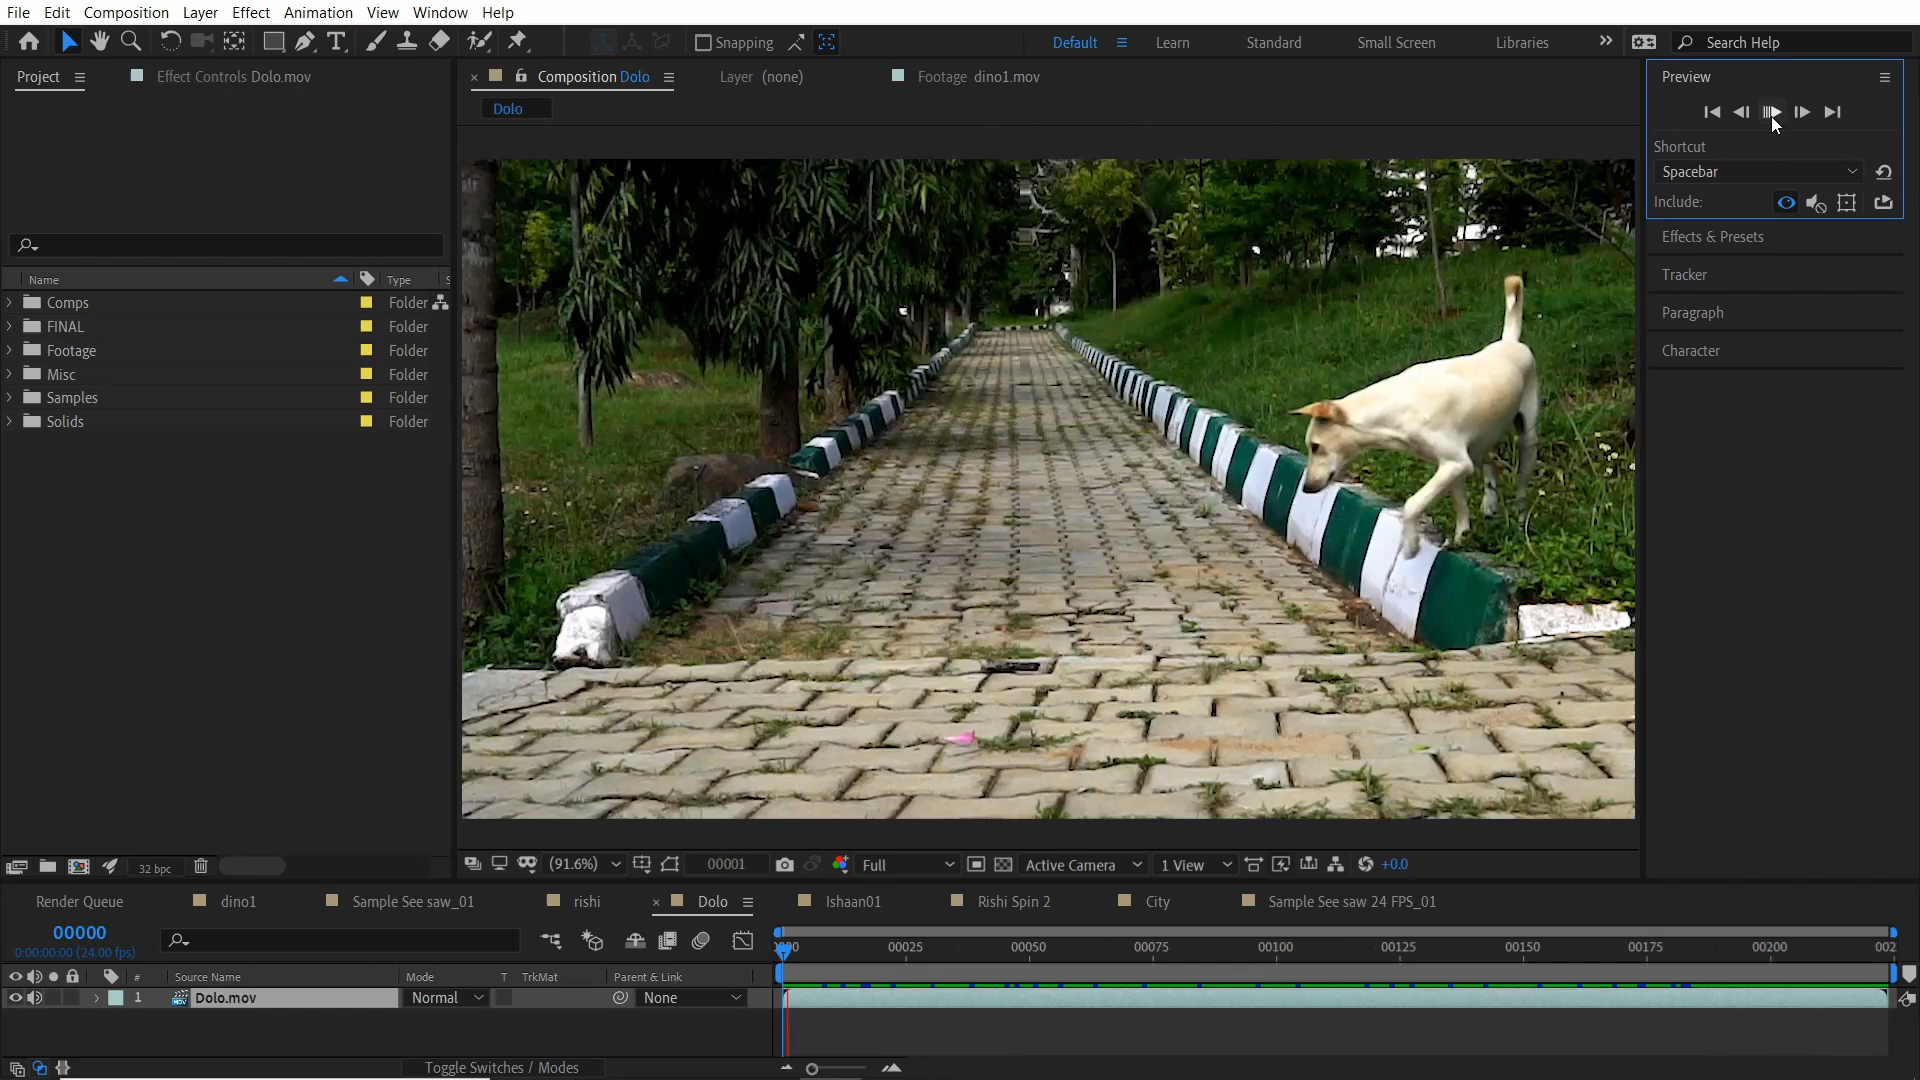 File Edit Composition Layer Effect Animation View Window Help
Snapping Default Learn Standard Small Screen Libraries Search Help
Project Effect Controls Dolo.mov Composition Dolo Layer (none) Footage dino1.mov Preview
Dolo
Shortcut
Spacebar
Include:
Effects & Presets
Tracker
Paragraph
Character
Name Type S
Comps Folder
FINAL Folder
Footage Folder
Misc Folder
Samples Folder
Solids Folder
32 bpc (91.6%) 00001 Full Active Camera 1 View +0.0
Render Queue dino1 Sample See saw_01 rishi Dolo Ishaan01 Rishi Spin 2 City Sample See saw 24 FPS_01
00000
0:00:00:00 (24.00 fps)
00025 00050 00075 00100 00125 00150 00175 00200
# Source Name Mode T TrkMat Parent & Link
1 Dolo.mov Normal None
Toggle Switches / Modes